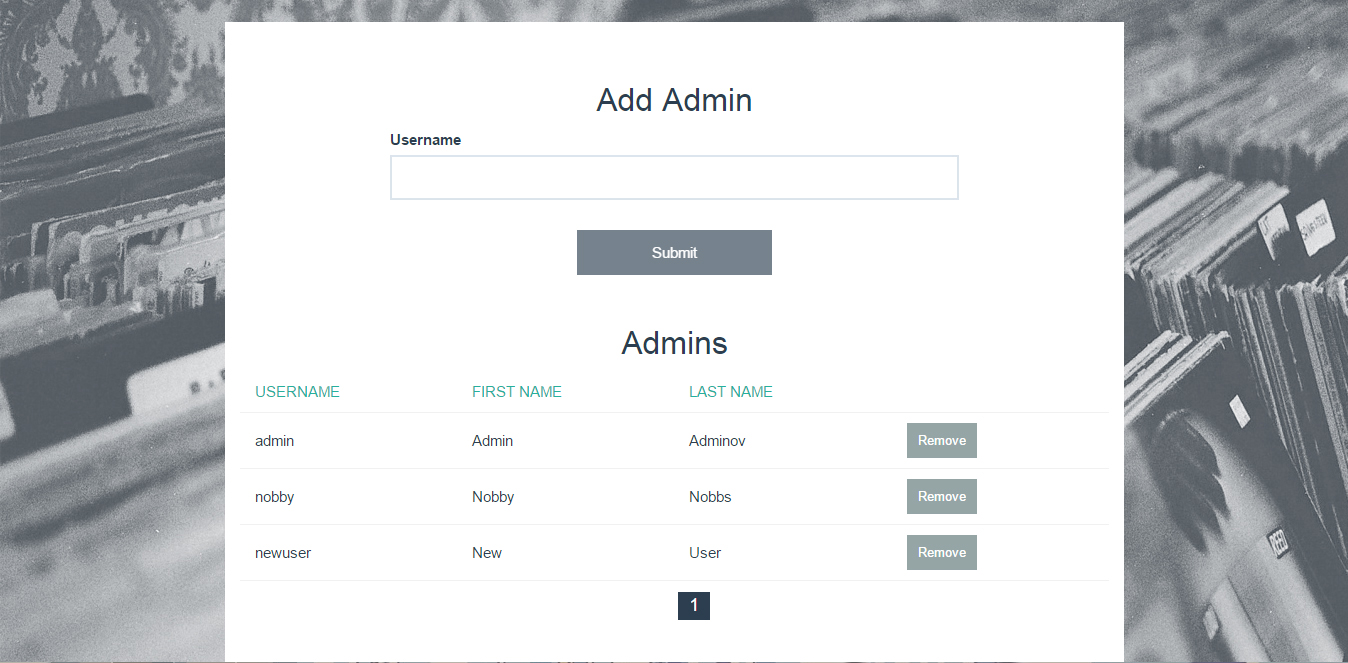 Add Admin
Username
Submit
Admins
USERNAME FIRST NAME LAST NAME
admin Admin Adminov Remove
nobby Nobby Nobbs Remove
newuser New User Remove
1